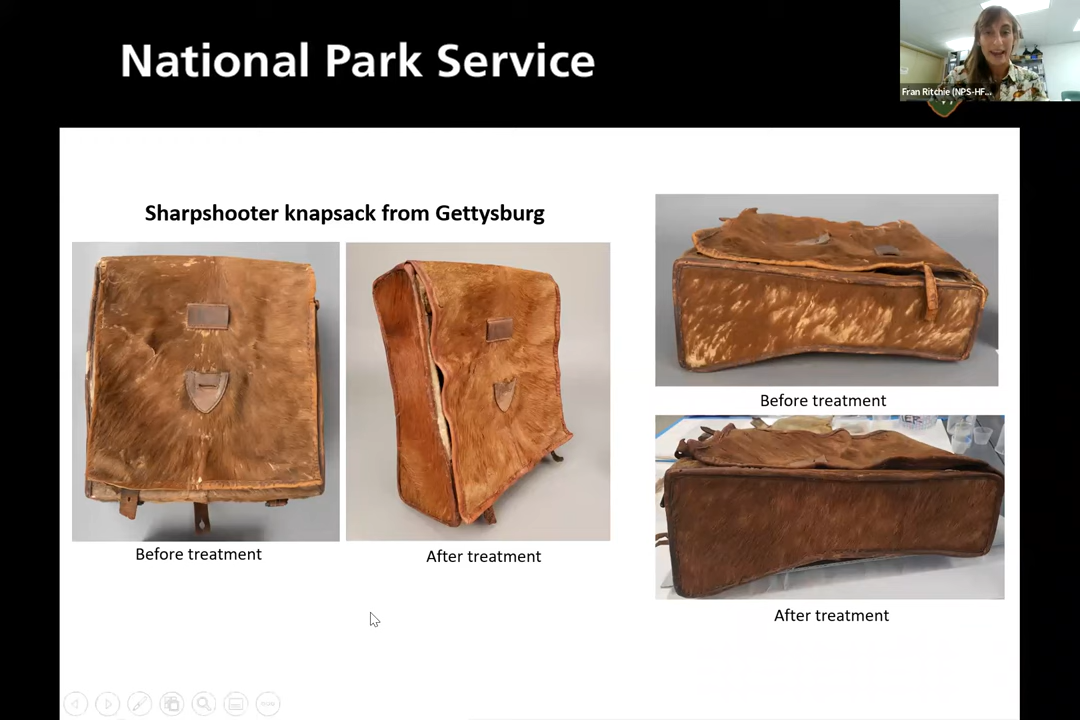 National Park Service
Fran Ritchie (NPS-HF...
Sharpshooter knapsack from Gettysburg
Before treatment
After treatment
Before treatment
After treatment